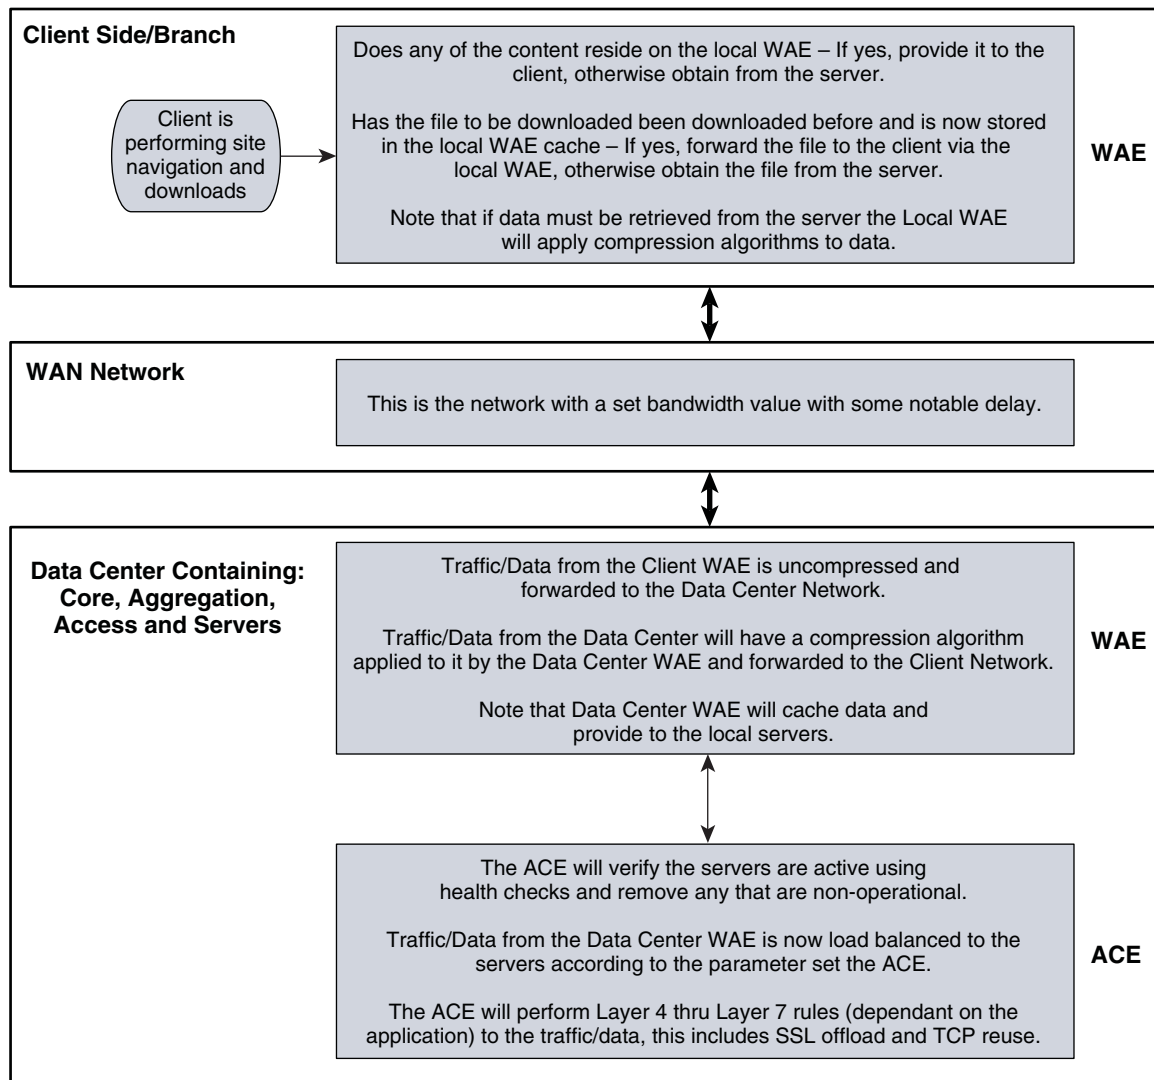 Client Side/Branch
Client is
performing site
navigation and
downloads
Does any of the content reside on the local WAE – If yes, provide it to the
client, otherwise obtain from the server.
Has the file to be downloaded been downloaded before and is now stored
in the local WAE cache – If yes, forward the file to the client via the
local WAE, otherwise obtain the file from the server.
Note that if data must be retrieved from the server the Local WAE
will apply compression algorithms to data.
WAE
WAN Network
This is the network with a set bandwidth value with some notable delay.
Data Center Containing:
Core, Aggregation,
Access and Servers
Traffic/Data from the Client WAE is uncompressed and
forwarded to the Data Center Network.
Traffic/Data from the Data Center will have a compression algorithm
applied to it by the Data Center WAE and forwarded to the Client Network.
Note that Data Center WAE will cache data and
provide to the local servers.
WAE
The ACE will verify the servers are active using
health checks and remove any that are non-operational.
Traffic/Data from the Data Center WAE is now load balanced to the
servers according to the parameter set the ACE.
The ACE will perform Layer 4 thru Layer 7 rules (dependant on the
application) to the traffic/data, this includes SSL offload and TCP reuse.
ACE